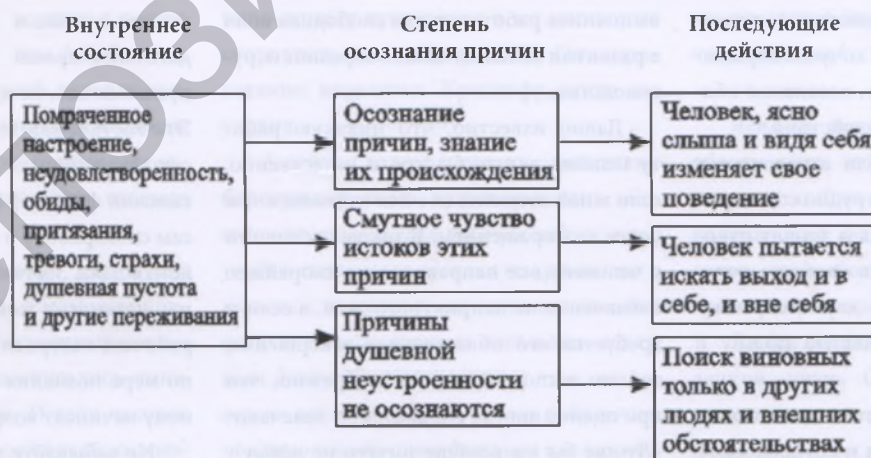 Внутреннее
состояние
Степень
осознания причин
Последующие
действия
Помраченное
настроение,
неудовлетворенность,
обиды,
притязания,
тревоги, страхи,
душевная пустота
и другие переживания
Осознание
причин, знание
их происхождения
Смутное чувство
истоков этих
причин
Причины
душевной
неустроенности
не осознаются
Человек, ясно
слыша и видя себя
изменяет свое
поведение
Человек пытается
искать выход и в
себе, и вне себя
Поиск виновных
только в других
людях и внешних
обстоятельствах